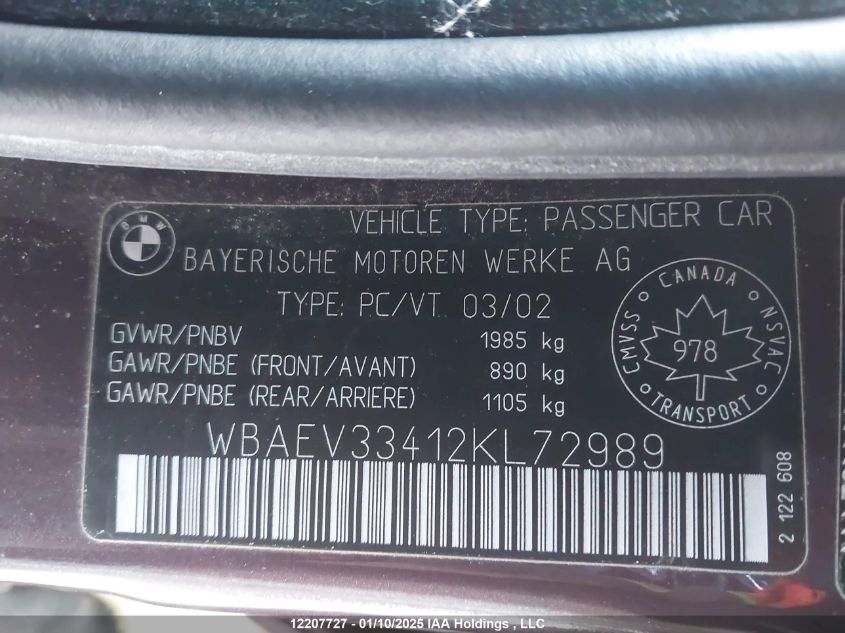 BMW
VEHICLE TYPE: PASSENGER CAR
BAYERISCHE MOTOREN WERKE AG
TYPE: PC/VT 03/02
GVWR/PNBV 1985 kg
GAWR/PNBE (FRONT/AVANT) 890 kg
GAWR/PNBE (REAR/ARRIERE) 1105 kg
CANADA
CMVSS 978 NSVAC
TRANSPORT
WBAEV33412KL72989
2 122 608
12207727 - 01/10/2025 IAA Holdings , LLC